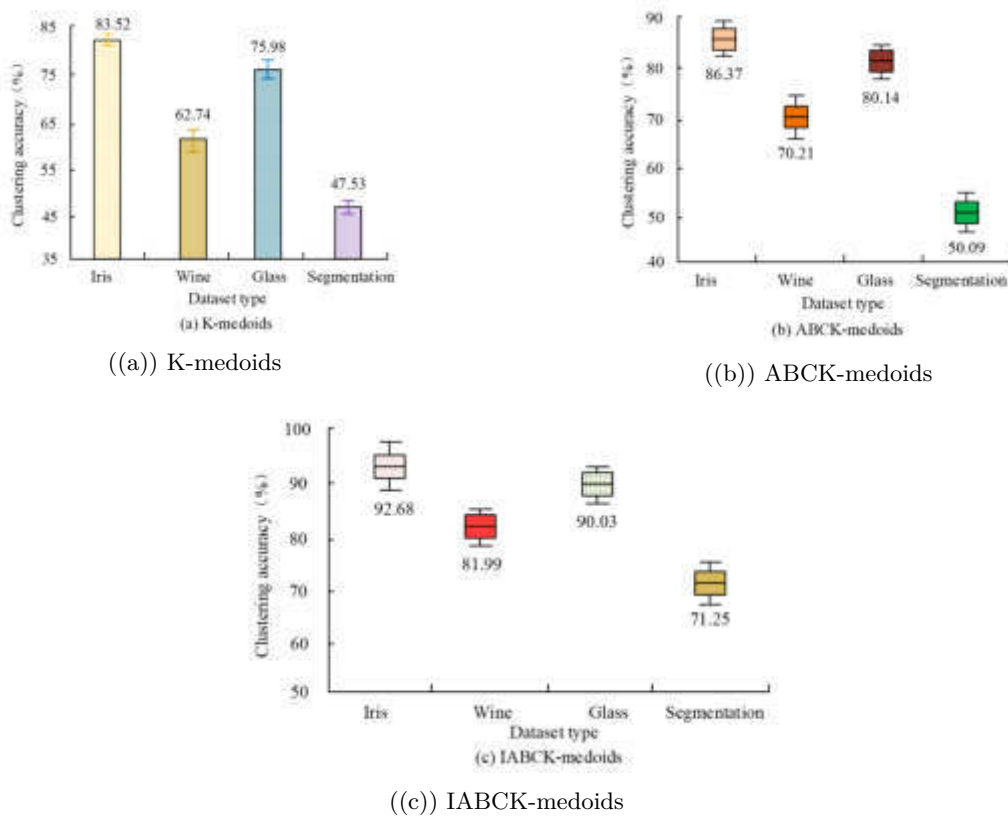 83.52
75.98
62.74
47.53
75
65
55
45
35
Clustering accuracy (%)
Iris Wine Glass Segmentation
Dataset type
(a) K-medoids
((a)) K-medoids
90
80
70
60
50
40
Clustering accuracy (%)
86.37
80.14
70.21
50.09
Iris Wine Glass Segmentation
Dataset type
(b) ABCK-medoids
((b)) ABCK-medoids
100
90
80
70
60
50
Clustering accuracy (%)
92.68
90.03
81.99
71.25
Iris Wine Glass Segmentation
Dataset type
(c) IABCK-medoids
((c)) IABCK-medoids